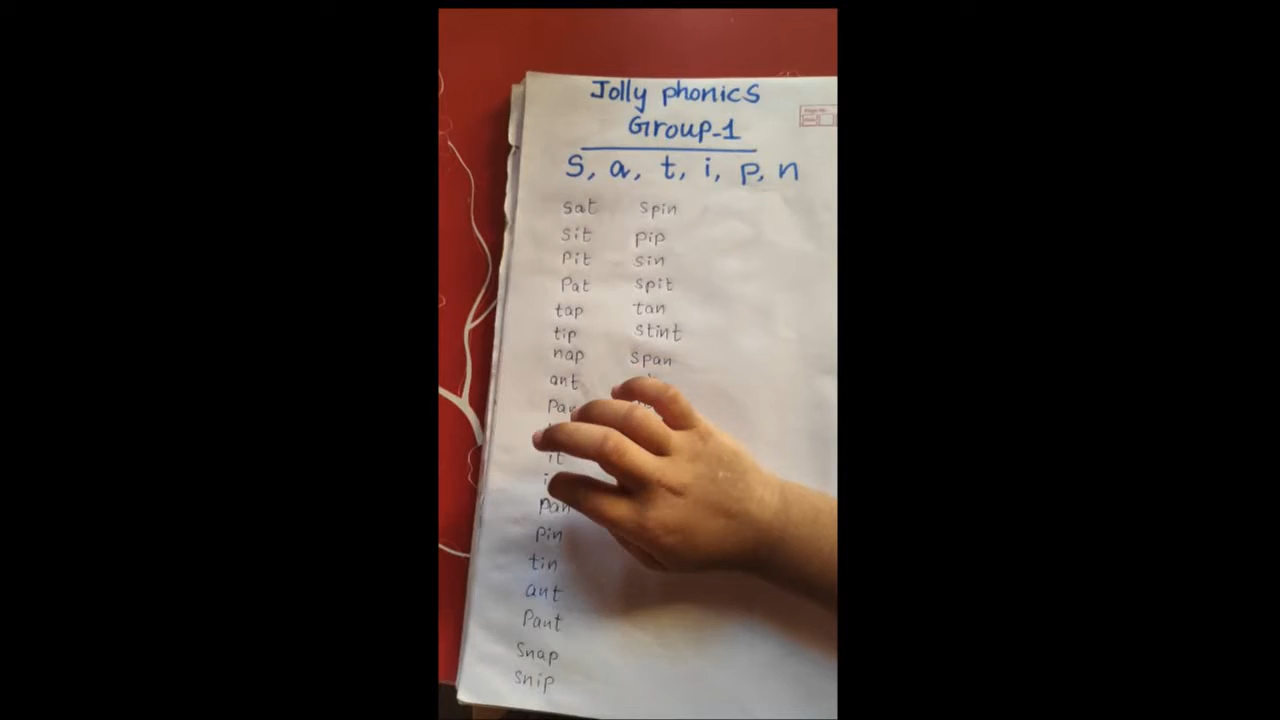 Jolly phonics
Group-1
S, a, t, i, p, n
sat spin
sit pip
Pit sin
Pat spit
tap tan
tip stint
nap span
ant
it
Pan
Pin
tin
ant
Pant
Snap
snip